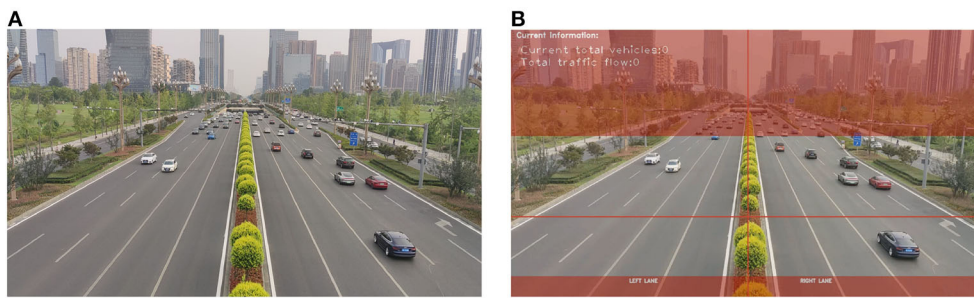 A
B
Current Information:
Current total vehicles:0
Total traffic flow:0
LEFT LANE
RIGHT LANE